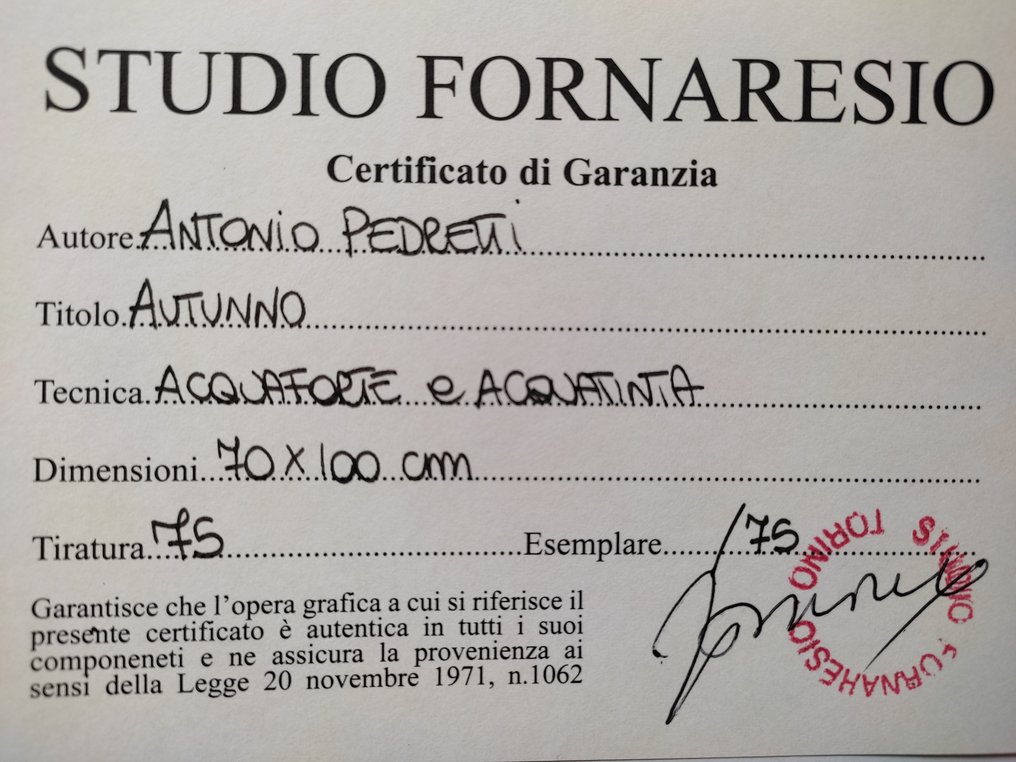 STUDIO FORNARESIO
Certificato di Garanzia
Autore ANTONIO PEDRETTI
Titolo AUTUNNO
Tecnica ACQUAFORTE e ACQUATINTA
Dimensioni 70 X 100 cm
Tiratura 75 Esemplare /75
Garantisce che l'opera grafica a cui si riferisce il
presente certificato è autentica in tutti i suoi
componeneti e ne assicura la provenienza ai
sensi della Legge 20 novembre 1971, n.1062
STUDIO FORNARESIO TORINO